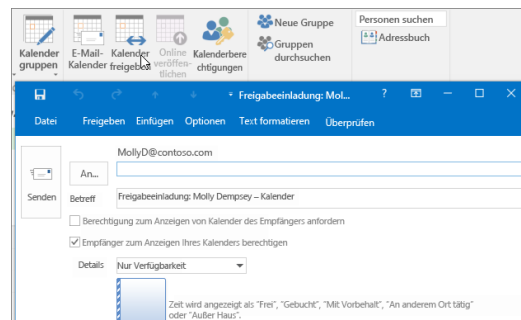 Kalender gruppen
E-Mail-Kalender
Kalender freigeben
Online veröffen-tlichen
Kalenderbere chtigungen
Neue Gruppe
Gruppen durchsuchen
Personen suchen
Adressbuch
Freigabeeinladung: Mol...
?
Datei Freigeben Einfügen Optionen Text formatieren Überprüfen
MollyD@contoso.com
Senden
An...
Betreff Freigabeeinladung: Molly Dempsey – Kalender
Berechtigung zum Anzeigen von Kalender des Empfängers anfordern
Empfänger zum Anzeigen Ihres Kalenders berechtigen
Details Nur Verfügbarkeit
Zeit wird angezeigt als "Frei", "Gebucht", "Mit Vorbehalt", "An anderem Ort tätig"
oder "Außer Haus".